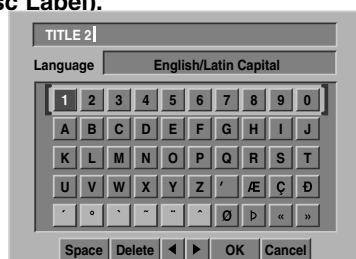 sc Label).
TITLE 2
Language English/Latin Capital
1 2 3 4 5 6 7 8 9 0
A B C D E F G H I J
K L M N O P Q R S T
U V W X Y Z ′ Æ Ç Ð
´ ° ` ~ ¨ ^ Ø Þ « »
Space Delete ◀ ▶ OK Cancel